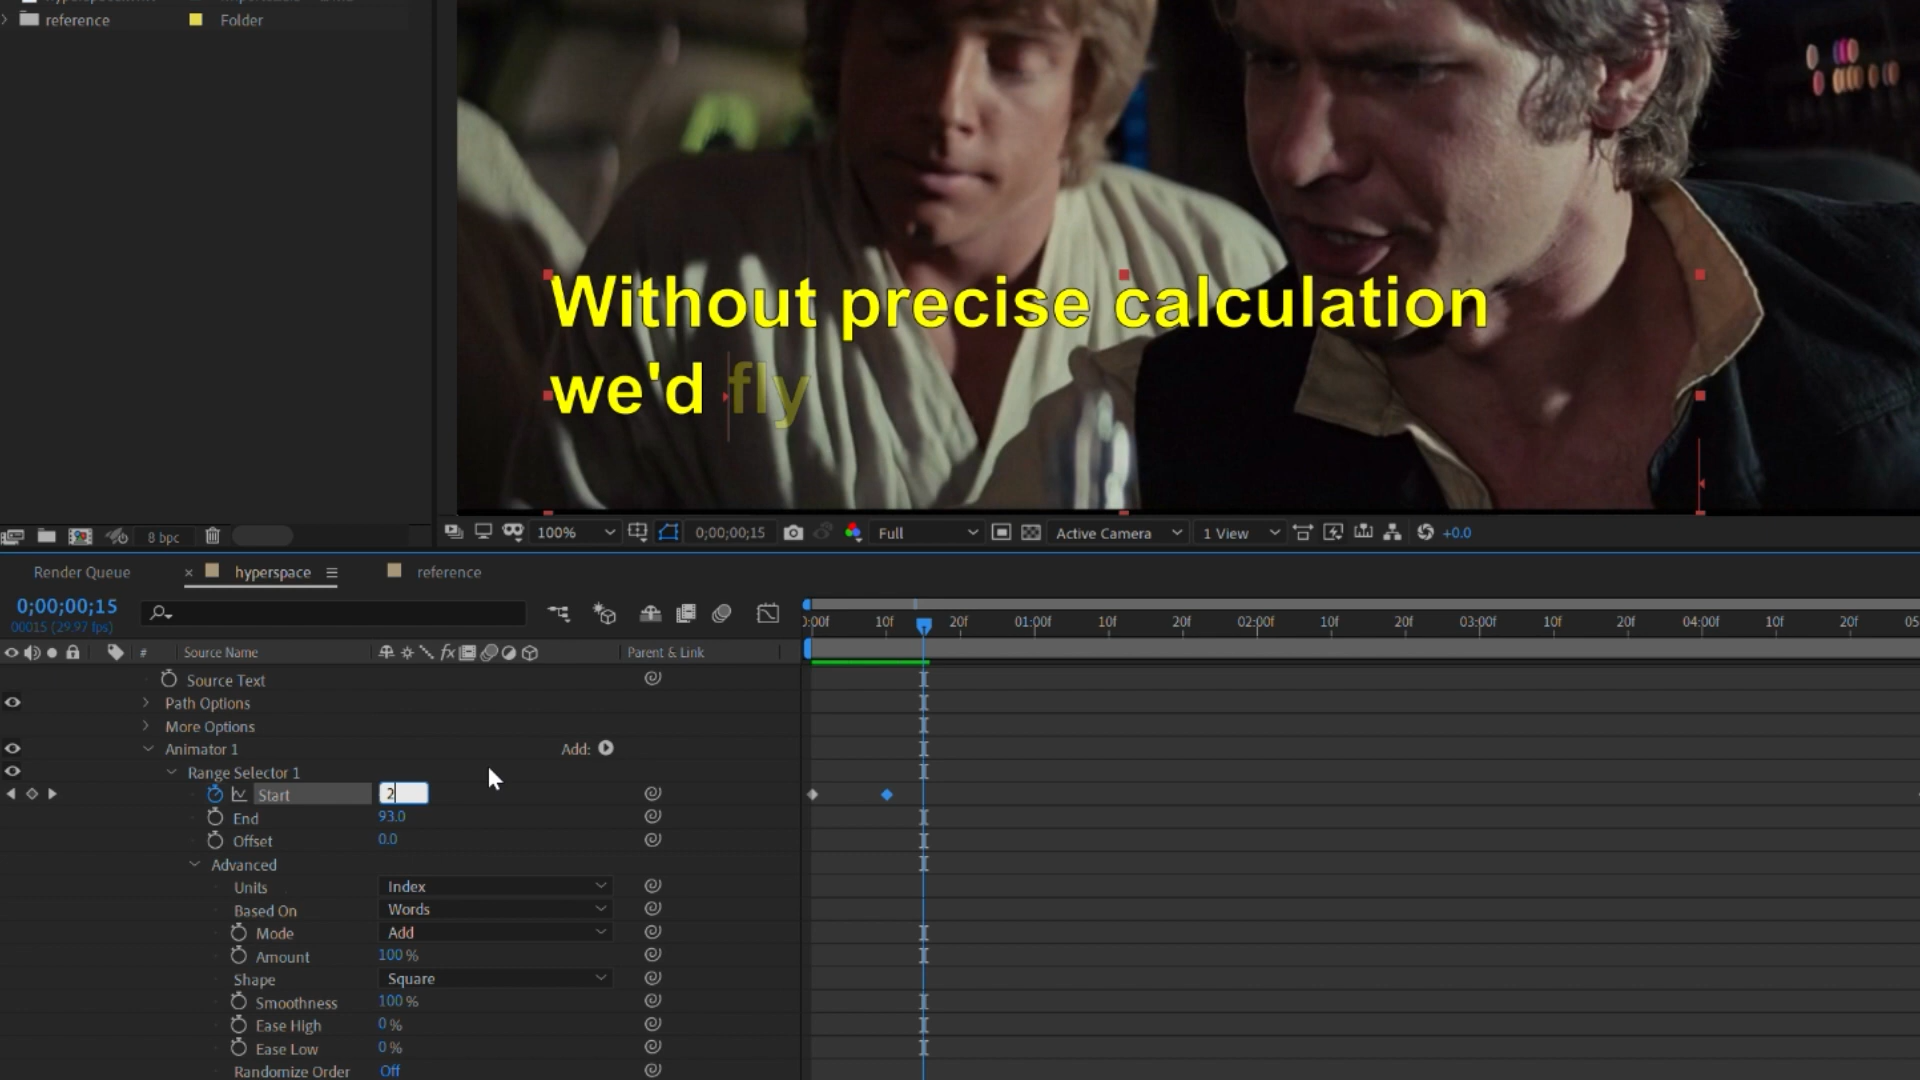 reference Folder
Without precise calculation
we'd fly
8 bpc
100% 0;00;00;15 Full Active Camera 1 View +0.0
Render Queue × hyperspace reference
0;00;00;15
00015 (29.97 fps)
:00f 10f 20f 01:00f 10f 20f 02:00f 10f 20f 03:00f 10f 20f 04:00f 10f 20f 05
# Source Name fx Parent & Link
Source Text
Path Options
More Options
Animator 1 Add:
Range Selector 1
Start 2
End 93.0
Offset 0.0
Advanced
Units Index
Based On Words
Mode Add
Amount 100 %
Shape Square
Smoothness 100 %
Ease High 0 %
Ease Low 0 %
Randomize Order Off